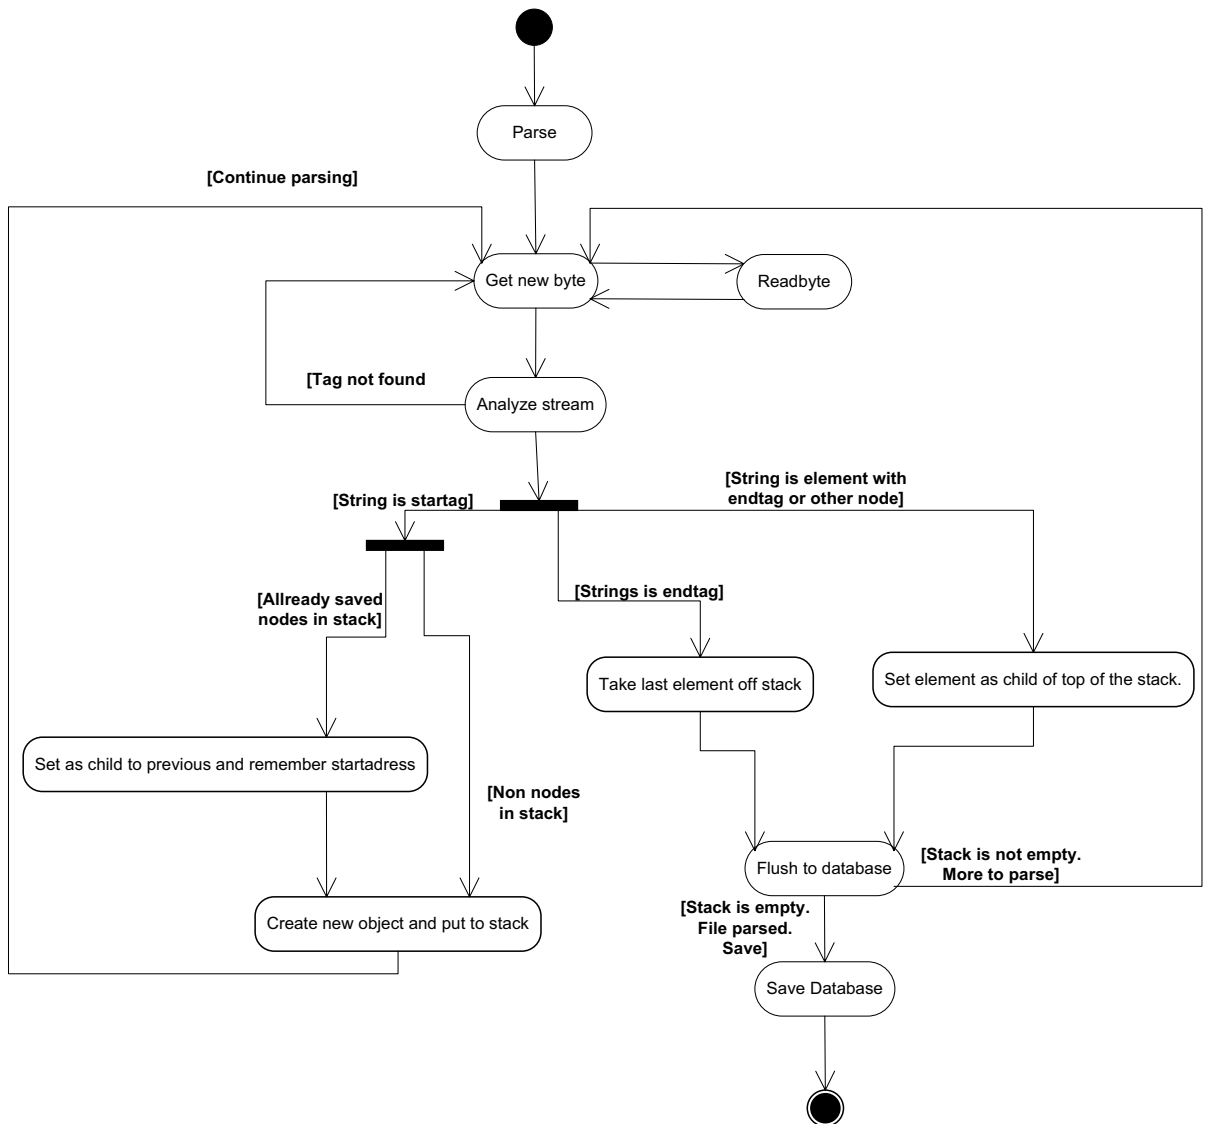 Parse
[Continue parsing]
Get new byte
Readbyte
[Tag not found
Analyze stream
[String is element with
endtag or other node]
[String is startag]
[Strings is endtag]
[Allready saved
nodes in stack]
Take last element off stack
Set element as child of top of the stack.
Set as child to previous and remember startadress
[Non nodes
in stack]
Flush to database
[Stack is not empty.
More to parse]
[Stack is empty.
File parsed.
Save]
Create new object and put to stack
Save Database